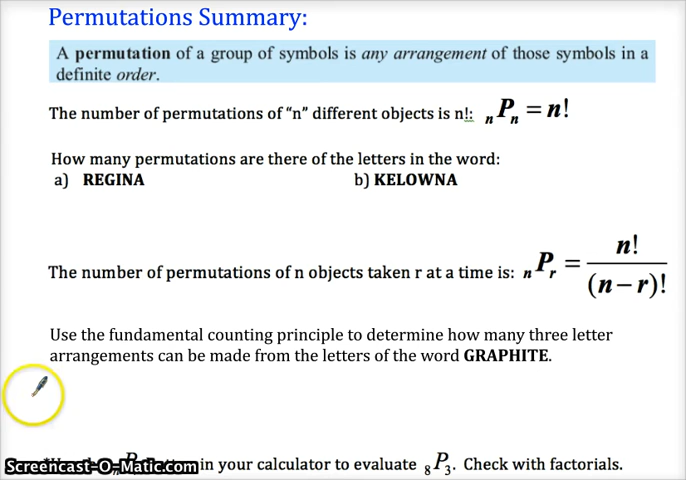 Permutations Summary:
A permutation of a group of symbols is any arrangement of those symbols in a
definite order.
The number of permutations of “n” different objects is n!: ₙPₙ = n!
How many permutations are there of the letters in the word:
a) REGINA b) KELOWNA
The number of permutations of n objects taken r at a time is: ₙPᵣ = n! / (n – r)!
Use the fundamental counting principle to determine how many three letter
arrangements can be made from the letters of the word GRAPHITE.
Screencast-O-Matic.com in your calculator to evaluate ₈P₃. Check with factorials.